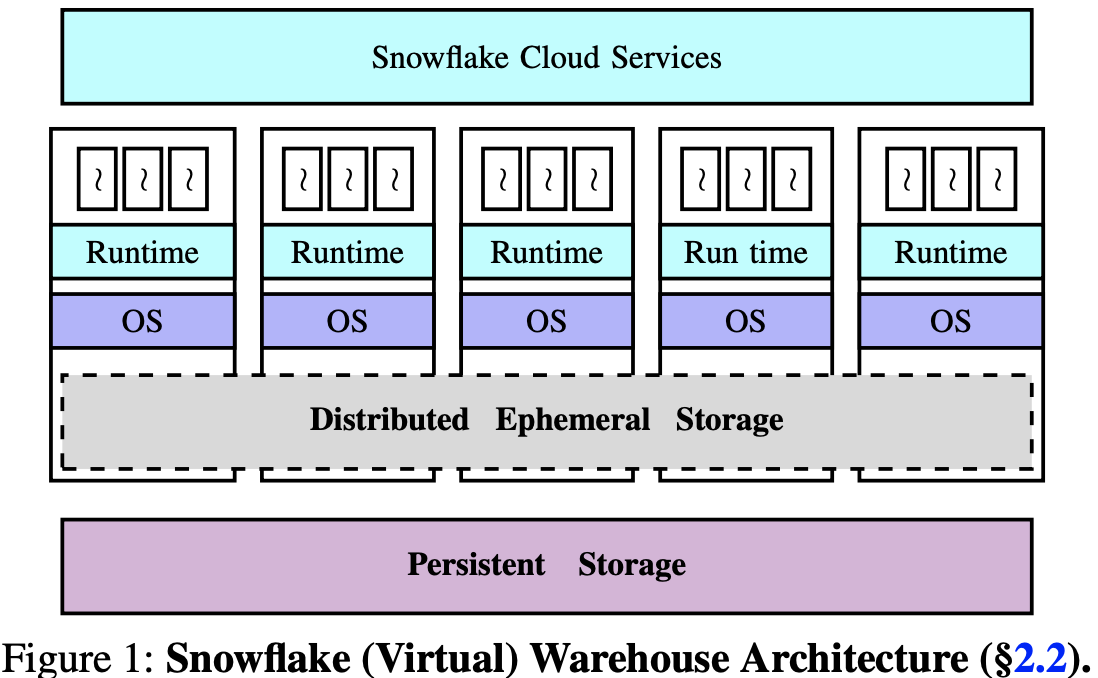 Snowflake Cloud Services
~ ~ ~ ~ ~ ~ ~ ~ ~ ~ ~ ~ ~ ~ ~
Runtime Runtime Runtime Run time Runtime
OS OS OS OS OS
Distributed Ephemeral Storage
Persistent Storage
Figure 1: Snowflake (Virtual) Warehouse Architecture (§2.2).